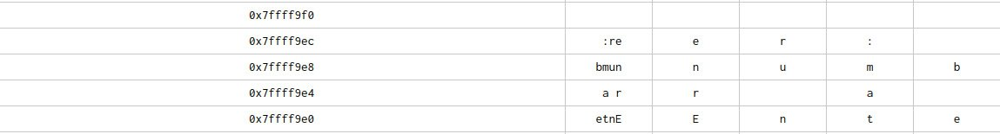 0x7ffff9f0
0x7ffff9ec :re e r :
0x7ffff9e8 bmun n u m b
0x7ffff9e4 a r r a
0x7ffff9e0 etnE E n t e